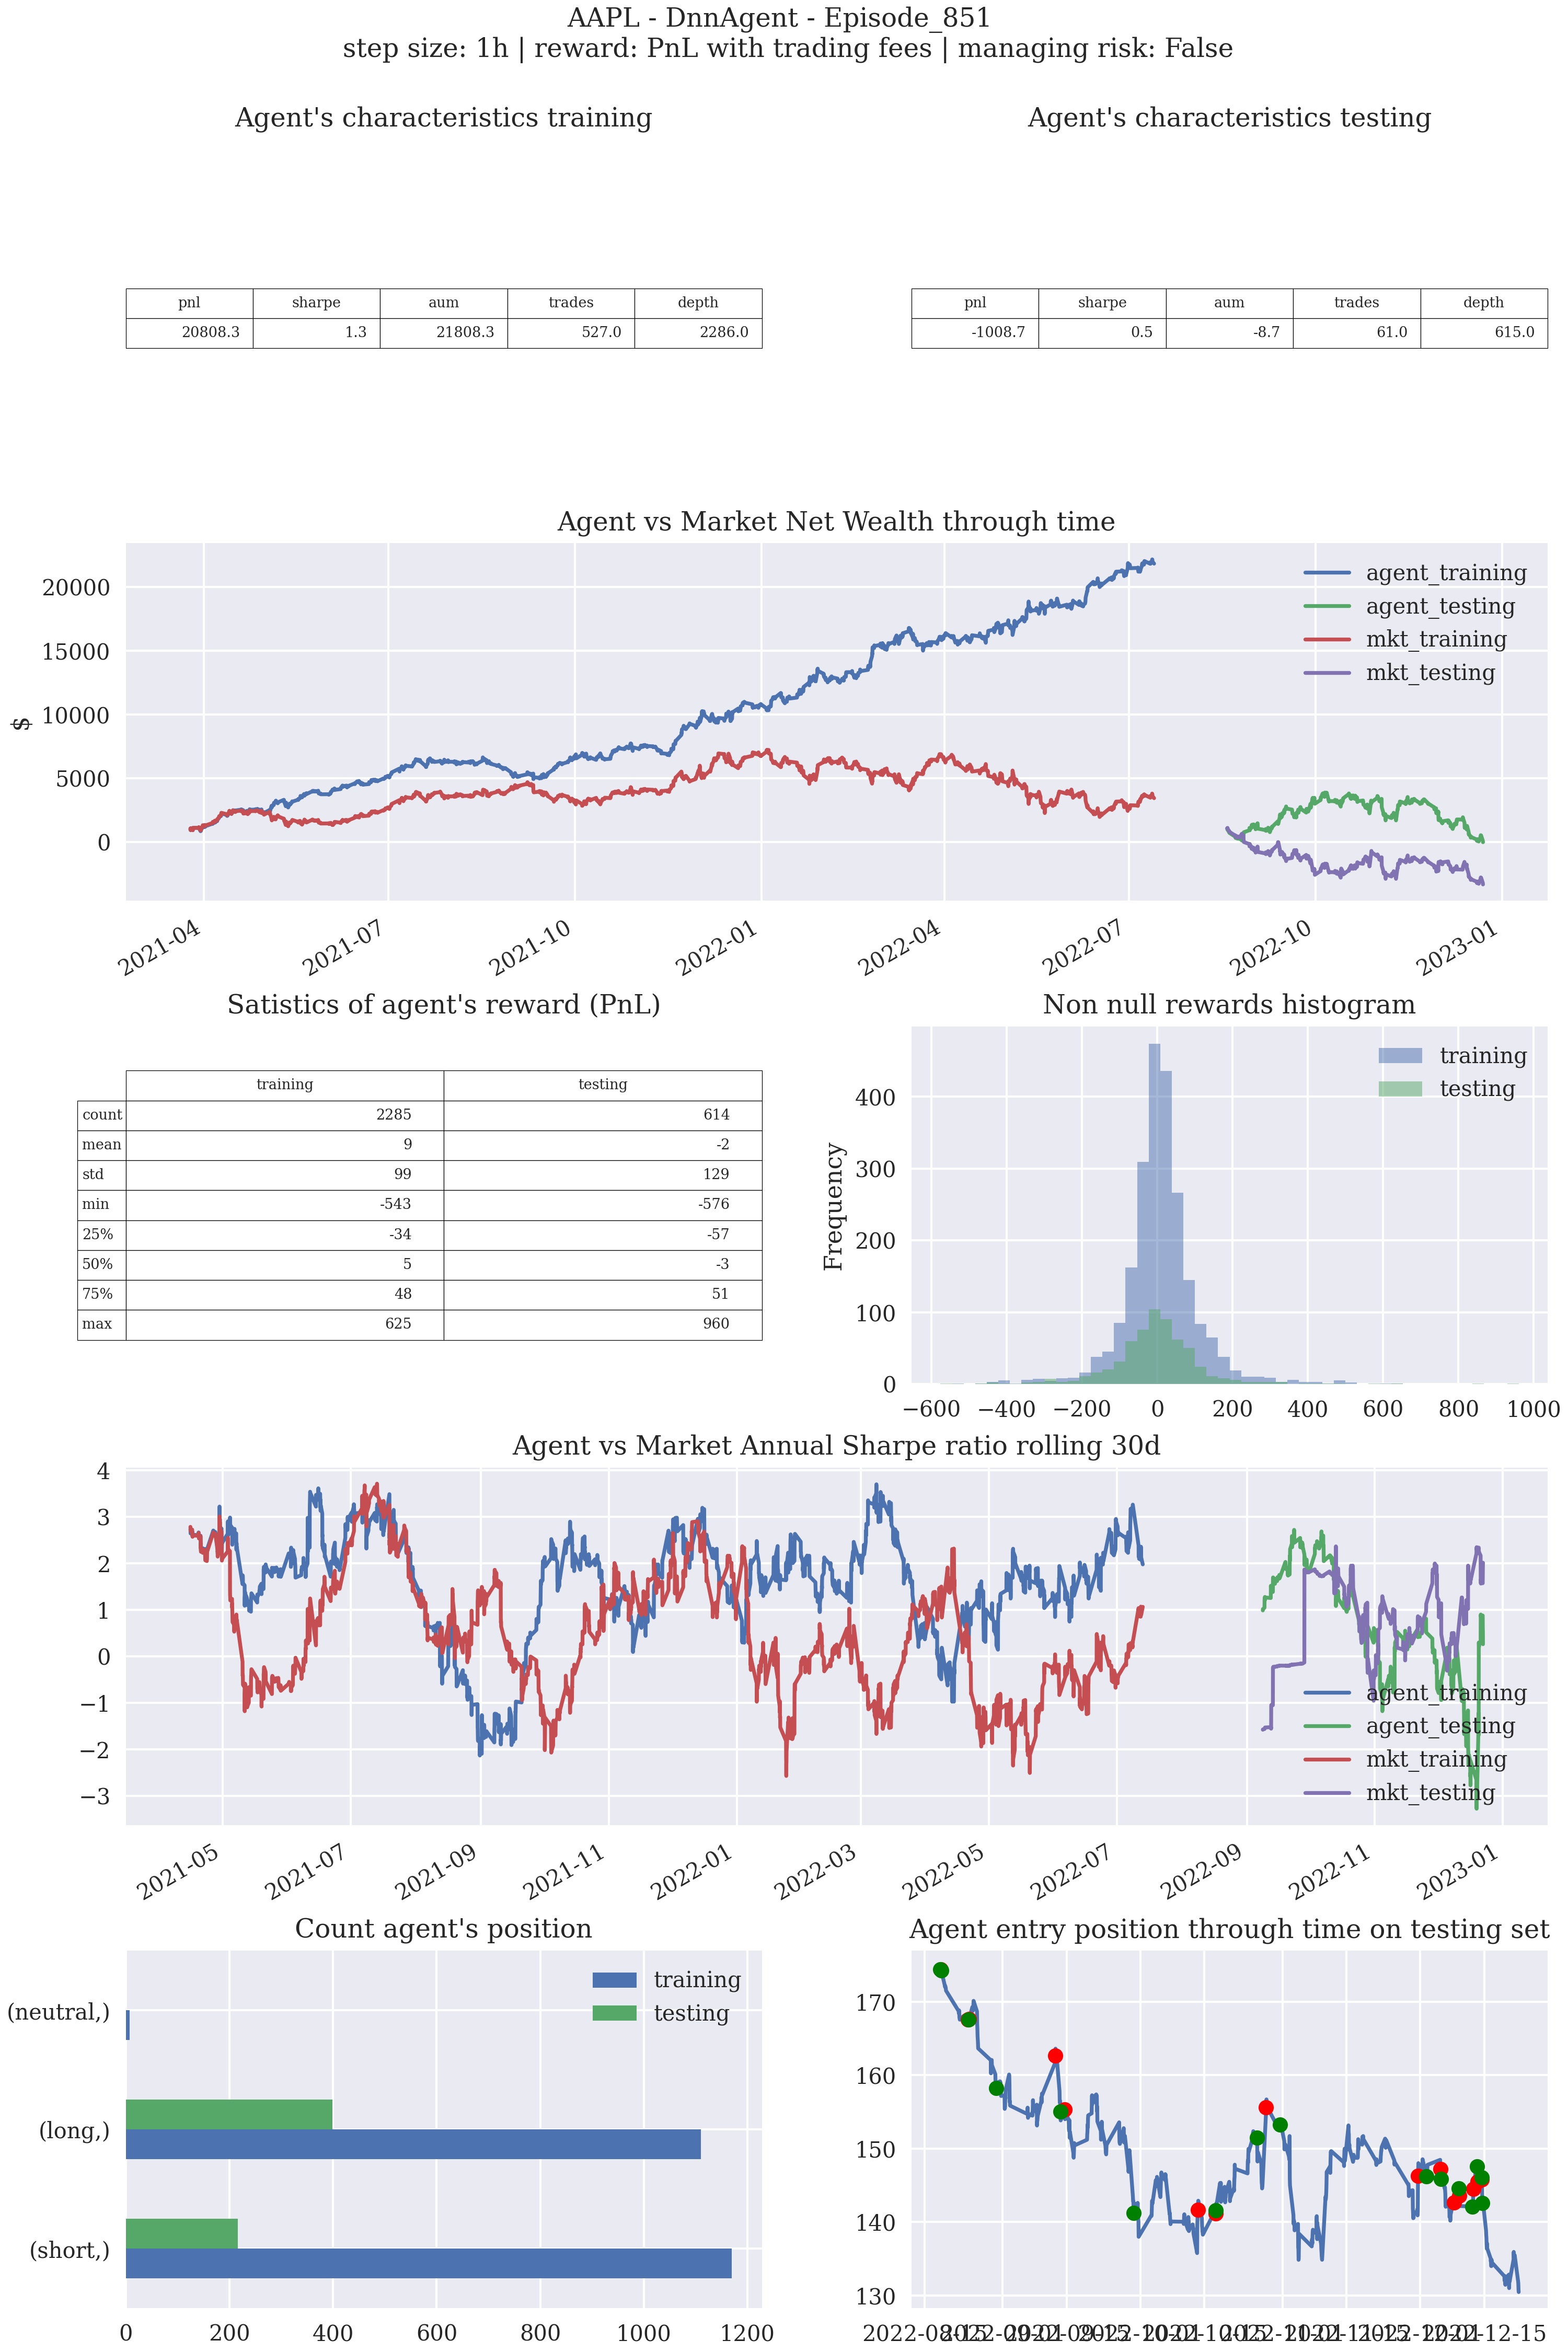 AAPL - DnnAgent - Episode_851
step size: 1h | reward: PnL with trading fees | managing risk: False
Agent's characteristics training
pnl sharpe aum trades depth
20808.3 1.3 21808.3 527.0 2286.0
Agent's characteristics testing
pnl sharpe aum trades depth
-1008.7 0.5 -8.7 61.0 615.0
Agent vs Market Net Wealth through time
$
20000
15000
10000
5000
0
agent_training
agent_testing
mkt_training
mkt_testing
2021-04 2021-07 2021-10 2022-01 2022-04 2022-07 2022-10 2023-01
Satistics of agent's reward (PnL)
training testing
count 2285 614
mean 9 -2
std 99 129
min -543 -576
25% -34 -57
50% 5 -3
75% 48 51
max 625 960
Non null rewards histogram
Frequency
400
300
200
100
0
training
testing
−600 −400 −200 0 200 400 600 800 1000
Agent vs Market Annual Sharpe ratio rolling 30d
4
3
2
1
0
−1
−2
−3
agent_training
agent_testing
mkt_training
mkt_testing
2021-05 2021-07 2021-09 2021-11 2022-01 2022-03 2022-05 2022-07 2022-09 2022-11 2023-01
Count agent's position
training
testing
(neutral,)
(long,)
(short,)
0 200 400 600 800 1000 1200
Agent entry position through time on testing set
170
160
150
140
130